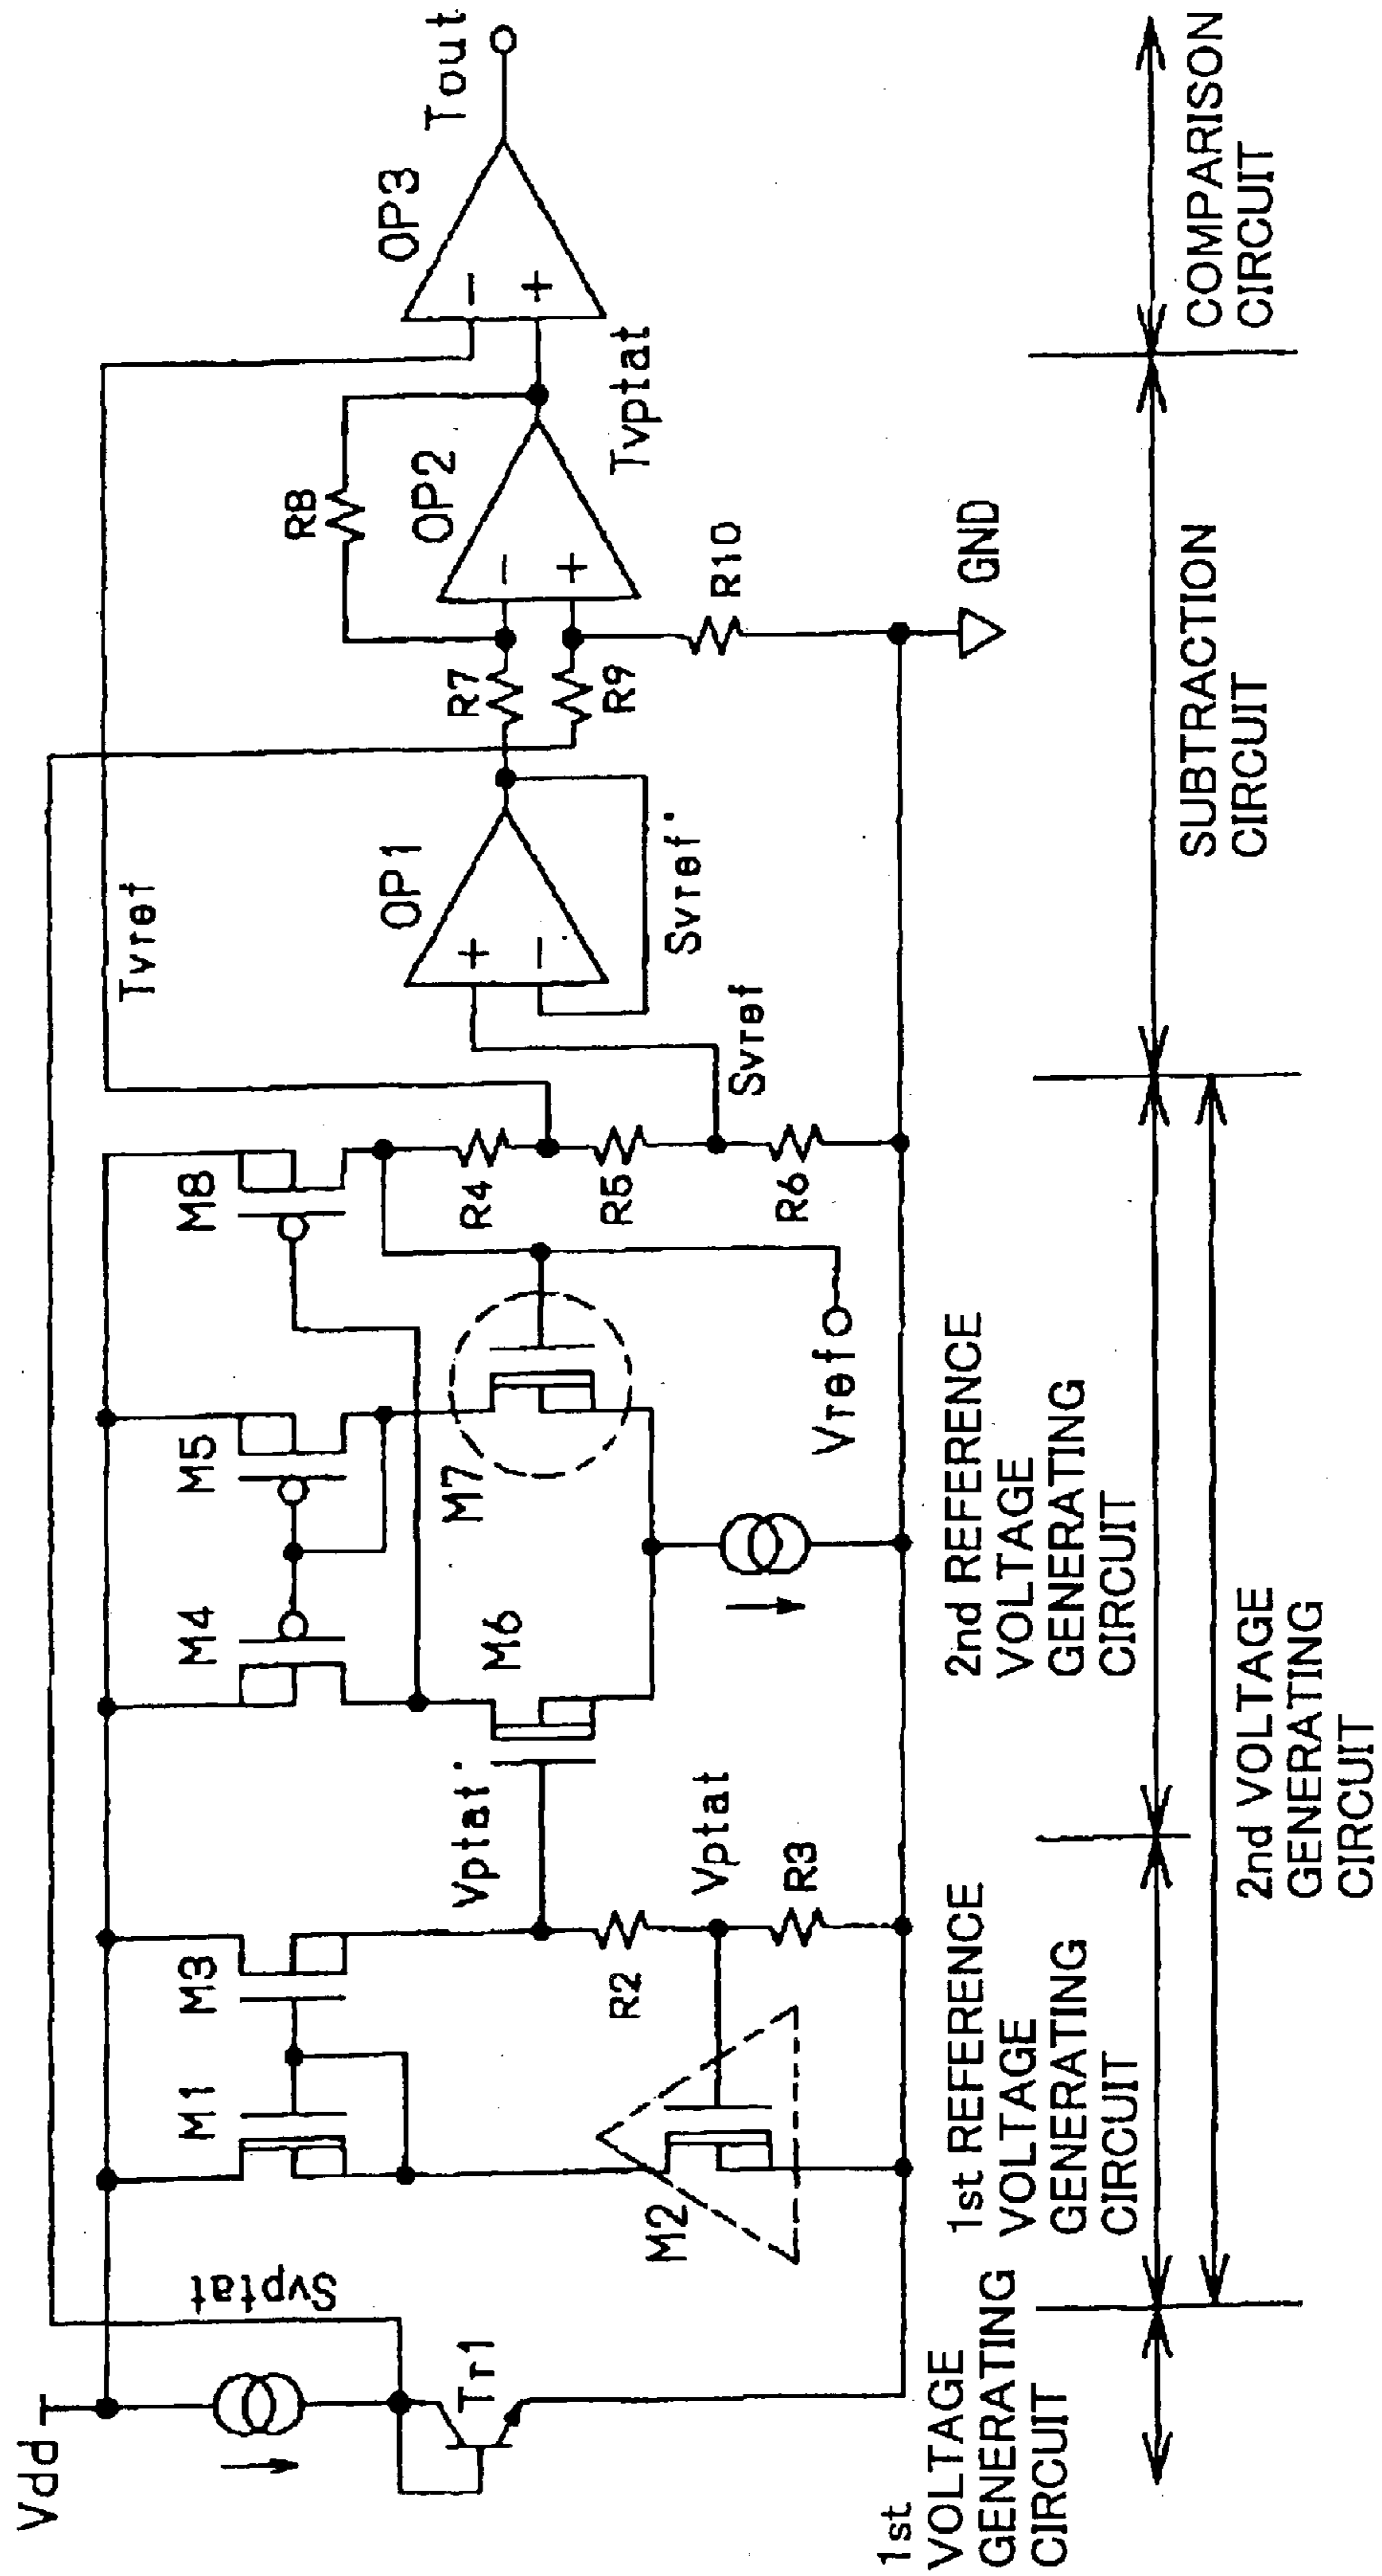 Vdd
Svptat
Tr1
M1
M3
M2
R2
Vptat'
Vptat
R3
M4
M5
M6
M7
M8
Vref
R4
R5
R6
Tvref
Svref
OP1
Svref'
R7
R9
R8
OP2
R10
GND
Tvptat
OP3
Tout
1st
VOLTAGE
GENERATING
CIRCUIT
1st REFERENCE
VOLTAGE
GENERATING
CIRCUIT
2nd REFERENCE
VOLTAGE
GENERATING
CIRCUIT
2nd VOLTAGE
GENERATING
CIRCUIT
SUBTRACTION
CIRCUIT
COMPARISON
CIRCUIT